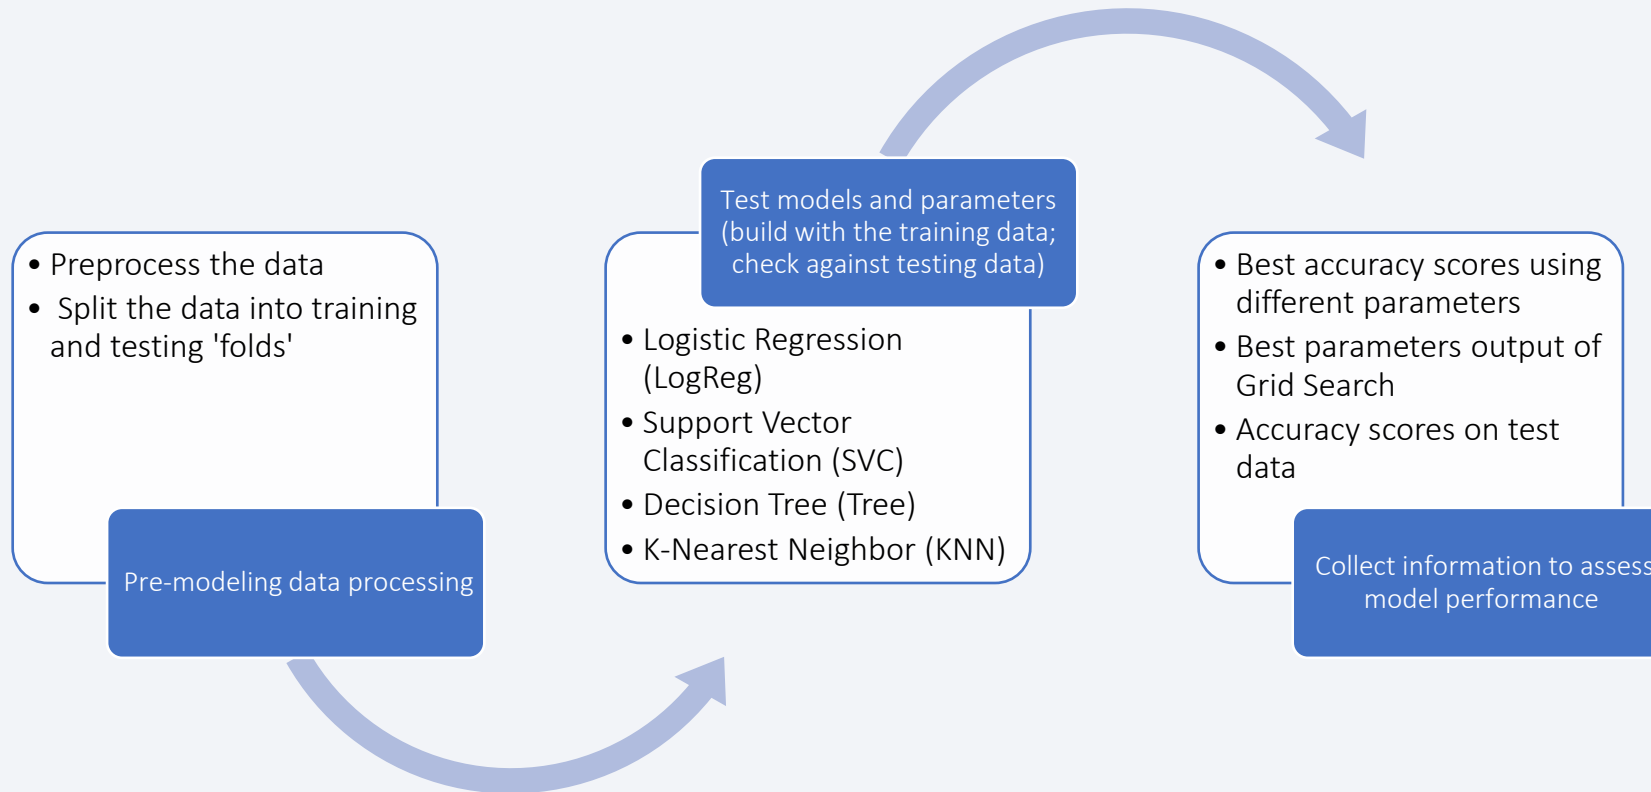 • Preprocess the data
• Split the data into training
and testing 'folds'
Pre-modeling data processing
Test models and parameters
(build with the training data;
check against testing data)
• Logistic Regression
(LogReg)
• Support Vector
Classification (SVC)
• Decision Tree (Tree)
• K-Nearest Neighbor (KNN)
• Best accuracy scores using
different parameters
• Best parameters output of
Grid Search
• Accuracy scores on test
data
Collect information to assess
model performance